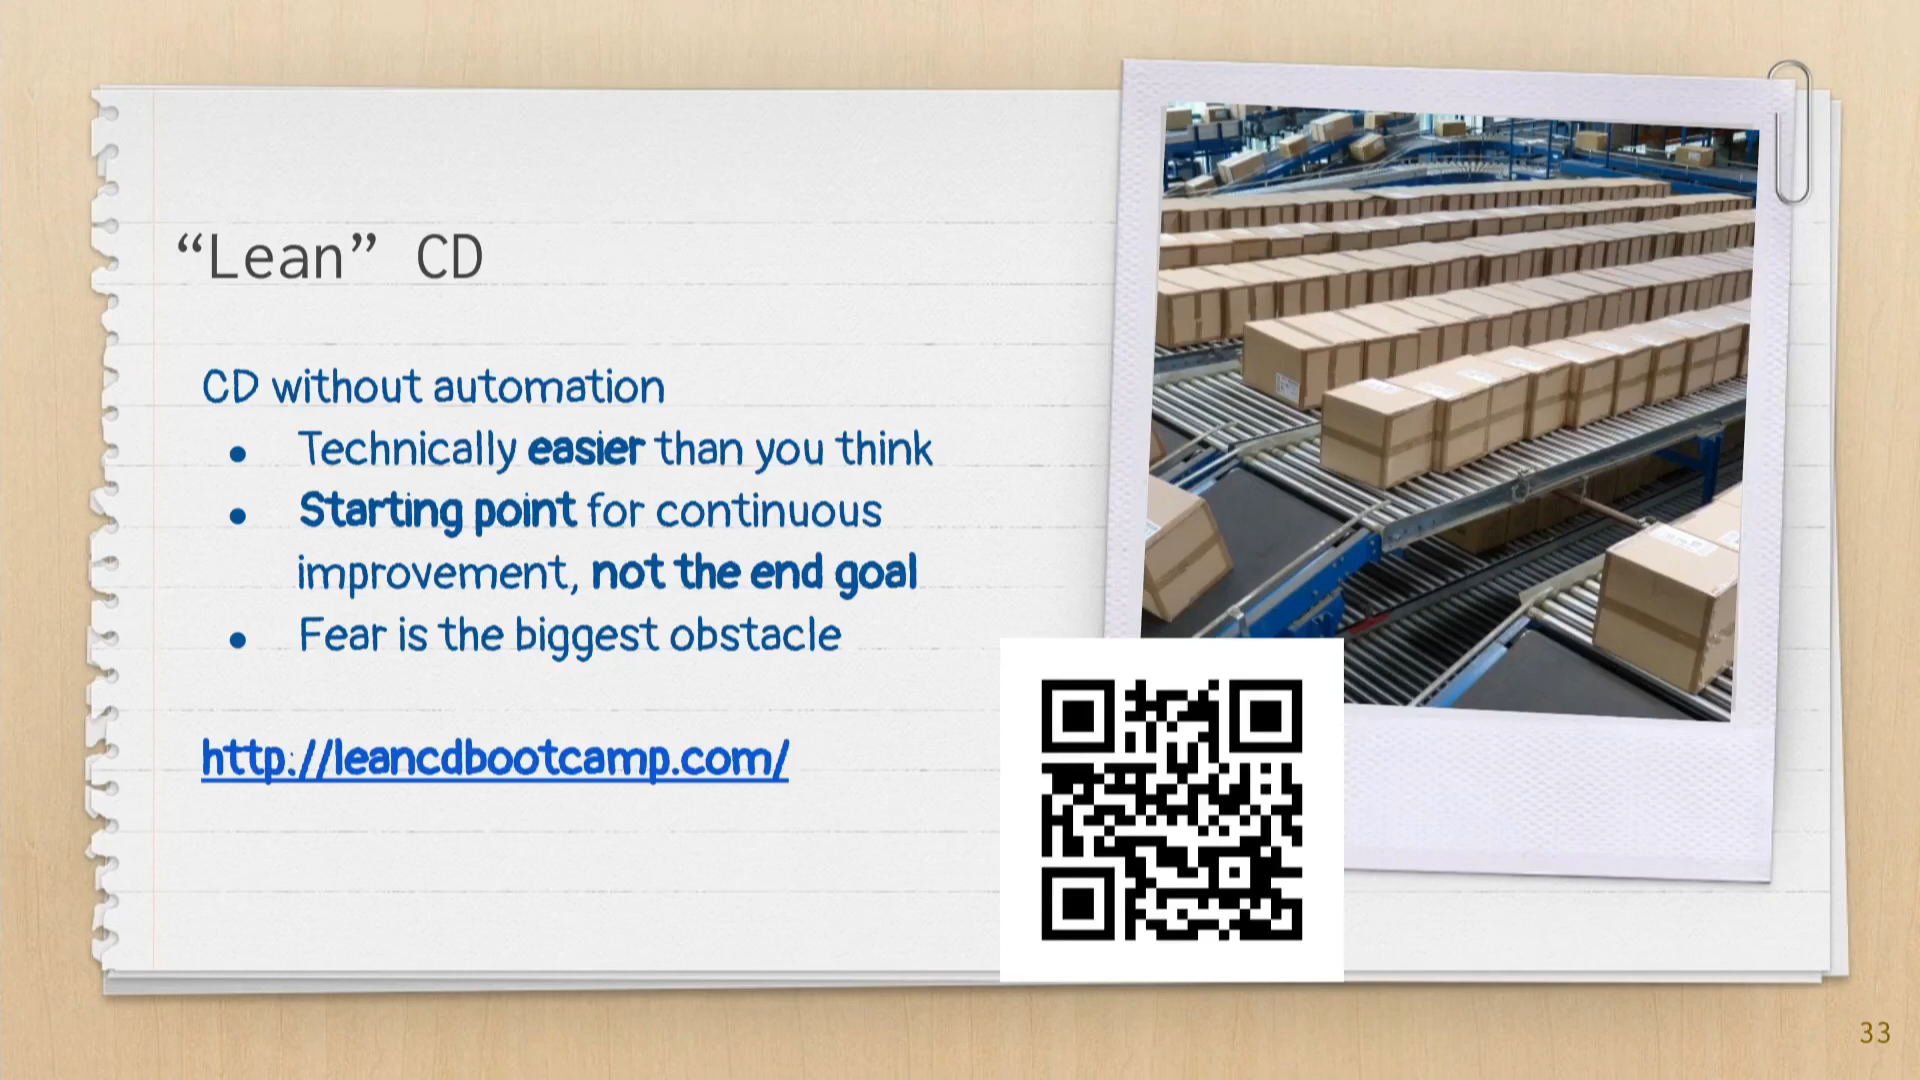 “Lean” CD
CD without automation
● Technically easier than you think
● Starting point for continuous
improvement, not the end goal
● Fear is the biggest obstacle
http://leancdbootcamp.com/
33